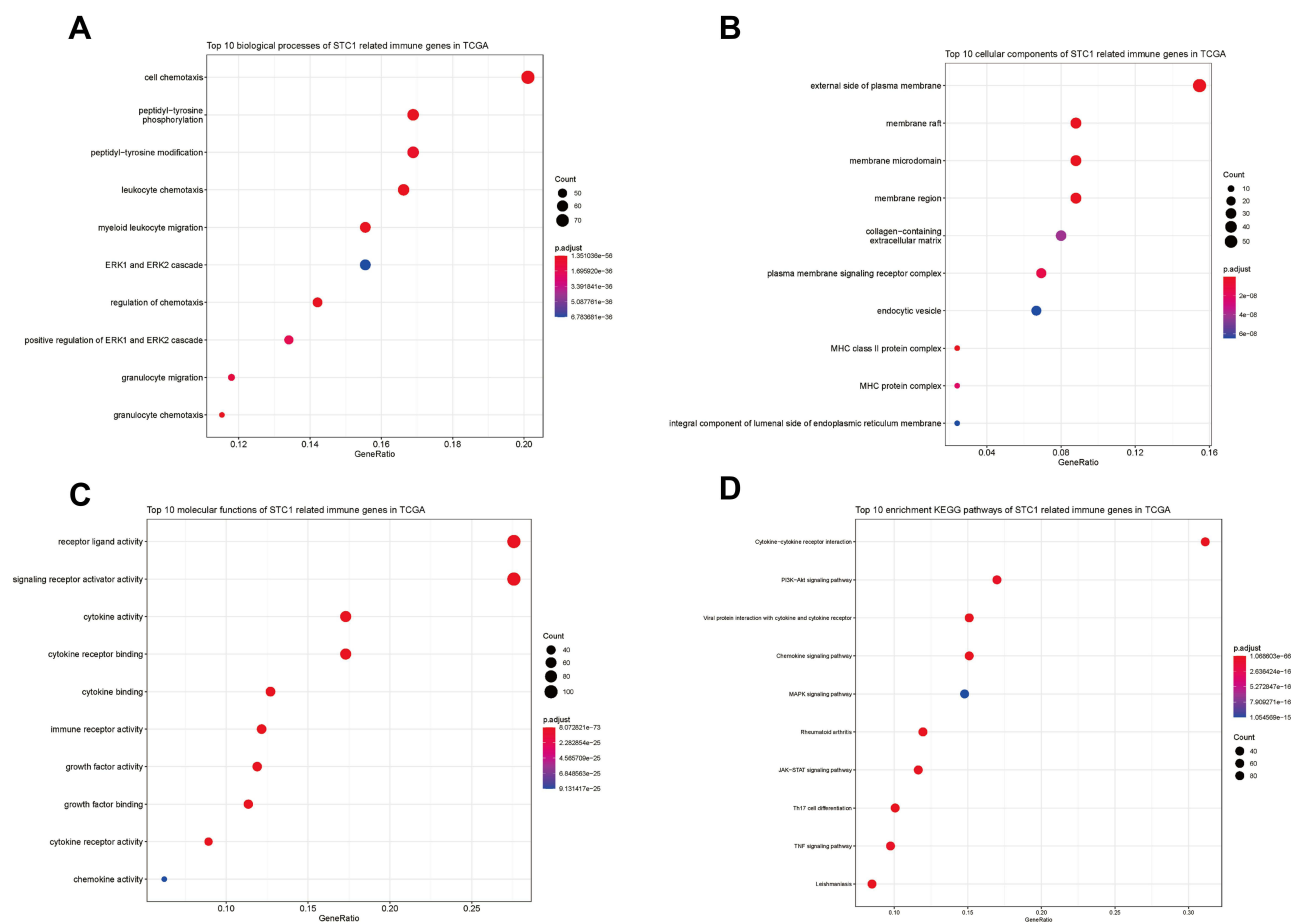 A
Top 10 biological processes of STC1 related immune genes in TCGA
cell chemotaxis
peptidyl−tyrosine
phosphorylation
peptidyl−tyrosine modification
leukocyte chemotaxis
myeloid leukocyte migration
ERK1 and ERK2 cascade
regulation of chemotaxis
positive regulation of ERK1 and ERK2 cascade
granulocyte migration
granulocyte chemotaxis
0.12 0.14 0.16 0.18 0.20
GeneRatio
Count
50
60
70
p.adjust
1.351036e−56
1.695920e−36
3.391841e−36
5.087761e−36
6.783681e−36
B
Top 10 cellular components of STC1 related immune genes in TCGA
external side of plasma membrane
membrane raft
membrane microdomain
membrane region
collagen−containing
extracellular matrix
plasma membrane signaling receptor complex
endocytic vesicle
MHC class II protein complex
MHC protein complex
integral component of lumenal side of endoplasmic reticulum membrane
0.04 0.08 0.12 0.16
GeneRatio
Count
10
20
30
40
50
p.adjust
2e−08
4e−08
6e−08
C
Top 10 molecular functions of STC1 related immune genes in TCGA
receptor ligand activity
signaling receptor activator activity
cytokine activity
cytokine receptor binding
cytokine binding
immune receptor activity
growth factor activity
growth factor binding
cytokine receptor activity
chemokine activity
0.10 0.15 0.20 0.25
GeneRatio
Count
40
60
80
100
p.adjust
8.072821e−73
2.282854e−25
4.565709e−25
6.848563e−25
9.131417e−25
D
Top 10 enrichment KEGG pathways of STC1 related immune genes in TCGA
Cytokine−cytokine receptor interaction
PI3K−Akt signaling pathway
Viral protein interaction with cytokine and cytokine receptor
Chemokine signaling pathway
MAPK signaling pathway
Rheumatoid arthritis
JAK−STAT signaling pathway
Th17 cell differentiation
TNF signaling pathway
Leishmaniasis
0.10 0.15 0.20 0.25 0.30
GeneRatio
p.adjust
1.068603e−66
2.636424e−16
5.272847e−16
7.909271e−16
1.054569e−15
Count
40
60
80